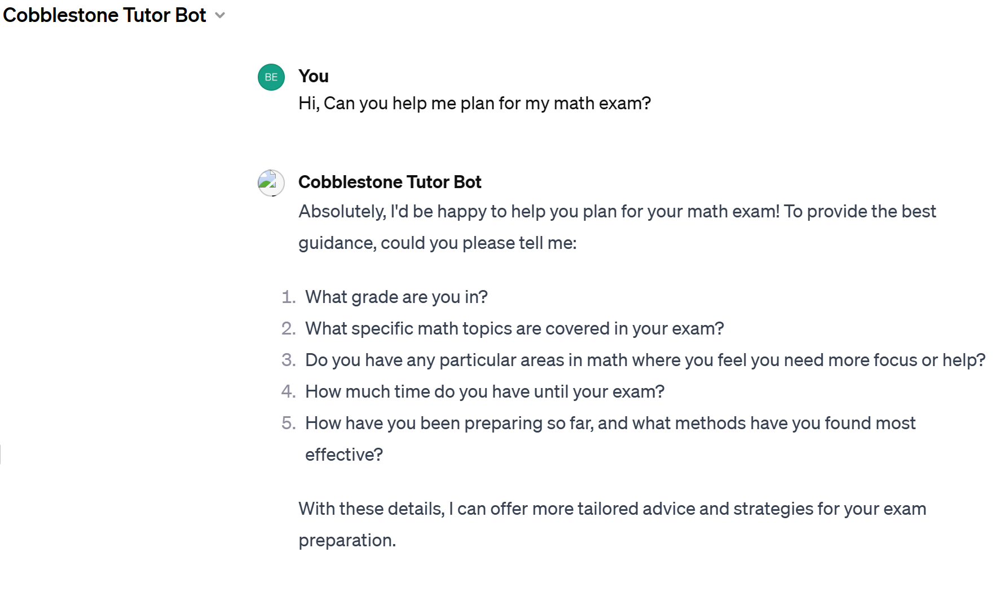 Cobblestone Tutor Bot
BE
You
Hi, Can you help me plan for my math exam?
Cobblestone Tutor Bot
Absolutely, I'd be happy to help you plan for your math exam! To provide the best
guidance, could you please tell me:
1. What grade are you in?
2. What specific math topics are covered in your exam?
3. Do you have any particular areas in math where you feel you need more focus or help?
4. How much time do you have until your exam?
5. How have you been preparing so far, and what methods have you found most
effective?
With these details, I can offer more tailored advice and strategies for your exam
preparation.